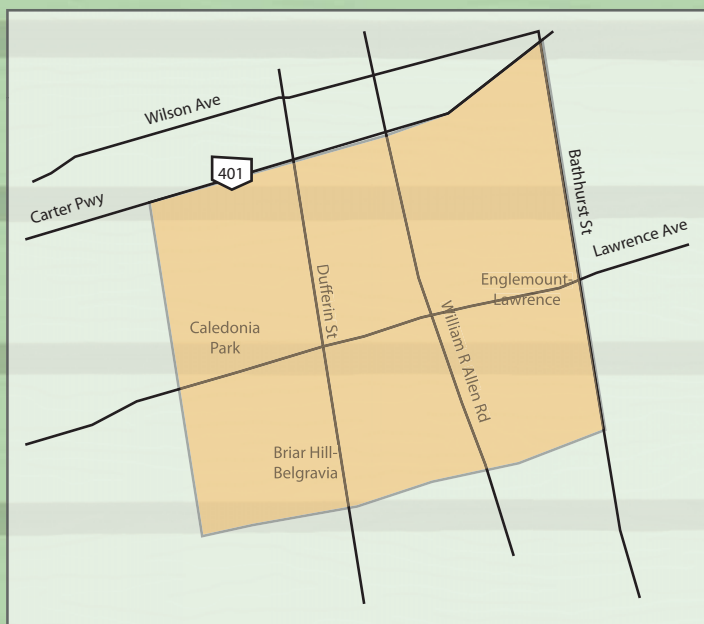 Wilson Ave
401
Carter Pwy
Bathhurst St
Lawrence Ave
Dufferin St
Englemount-
Lawrence
William R Allen Rd
Caledonia
Park
Briar Hill-
Belgravia